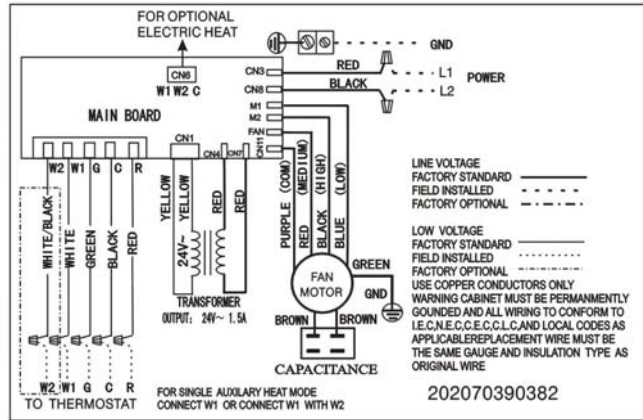 FOR OPTIONAL
ELECTRIC HEAT
GND
CN6
W1 W2 C
CN3
RED
L1
POWER
CN8
BLACK
L2
M1
M2
MAIN BOARD
FAN
CN11
W2 W1 G C R
CN1
CN4 CN7
WHITE/BLACK
WHITE
GREEN
BLACK
RED
YELLOW
YELLOW
24V~
RED
RED
PURPLE (COM)
RED (MEDIUM)
BLACK (HIGH)
BLUE (LOW)
TRANSFORMER
OUTPUT: 24V~ 1.5A
FAN
MOTOR
GREEN
GND
BROWN
BROWN
CAPACITANCE
W2 W1 G C R
TO THERMOSTAT
FOR SINGLE AUXILARY HEAT MODE
CONNECT W1 OR CONNECT W1 WITH W2
LINE VOLTAGE
FACTORY STANDARD
FIELD INSTALLED
FACTORY OPTIONAL
LOW VOLTAGE
FACTORY STANDARD
FIELD INSTALLED
FACTORY OPTIONAL
USE COPPER CONDUCTORS ONLY
WARNING CABINET MUST BE PERMANMENTLY
GOUNDED AND ALL WIRING TO CONFORM TO
I.E.C,N.E.C,C.E.C,C.L.C,AND LOCAL CODES AS
APPLICABLEREPLACEMENT WIRE MUST BE
THE SAME GAUGE AND INSULATION TYPE AS
ORIGINAL WIRE
202070390382